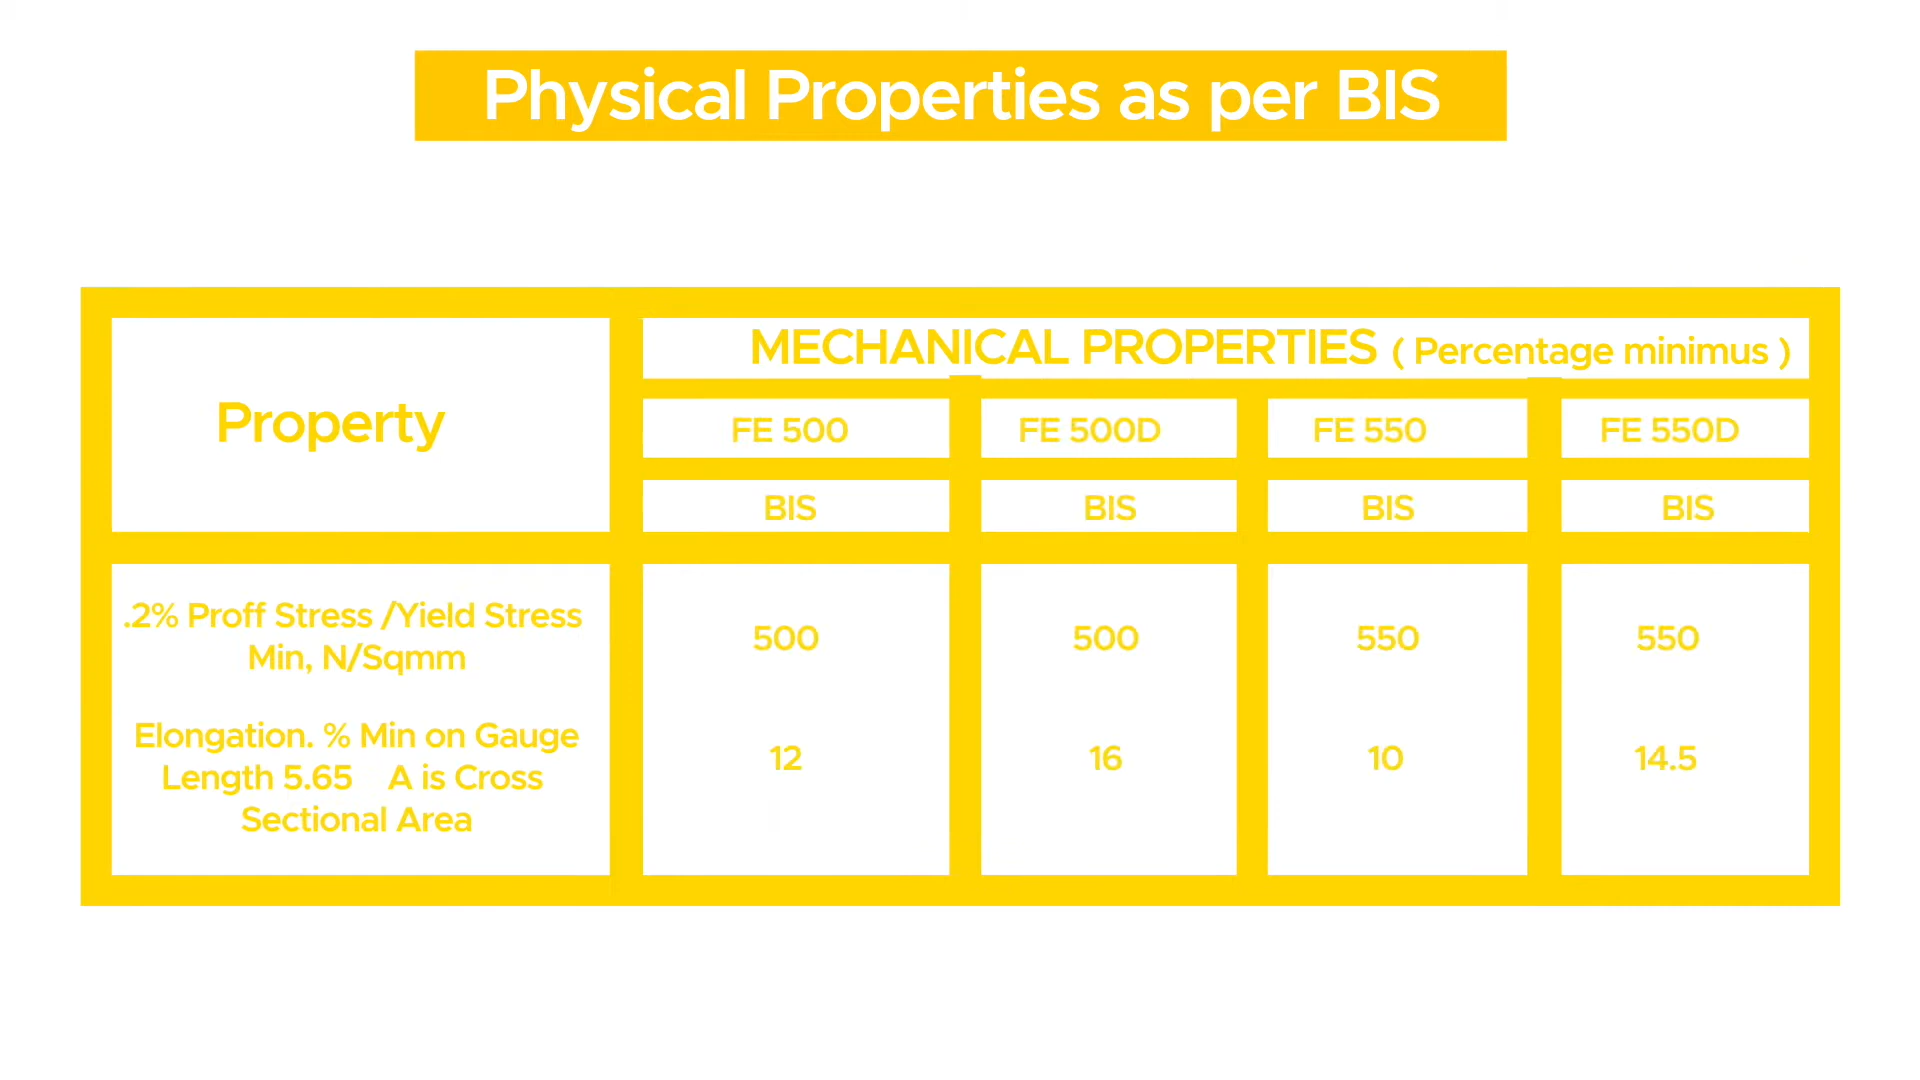 Physical Properties as per BIS
Property
MECHANICAL PROPERTIES ( Percentage minimus )
FE 500 FE 500D FE 550 FE 550D
BIS BIS BIS BIS
.2% Proff Stress /Yield Stress
Min, N/Sqmm
500 500 550 550
Elongation. % Min on Gauge
Length 5.65 A is Cross
Sectional Area
12 16 10 14.5